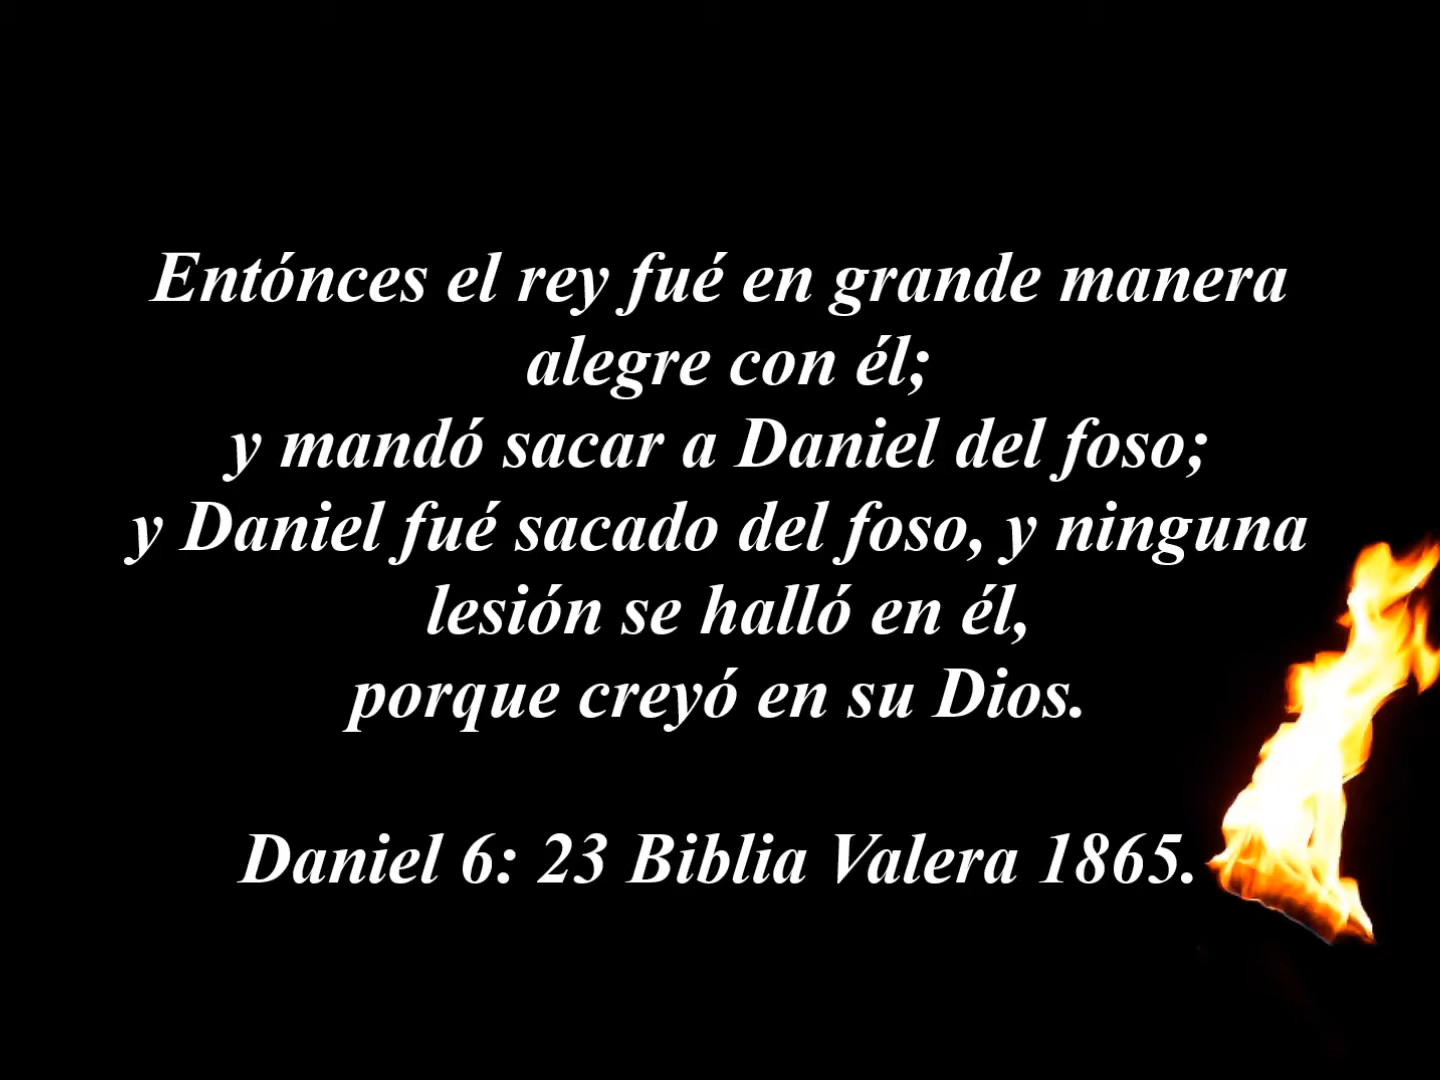 Entónces el rey fué en grande manera
alegre con él;
y mandó sacar a Daniel del foso;
y Daniel fué sacado del foso, y ninguna
lesión se halló en él,
porque creyó en su Dios.
Daniel 6: 23 Biblia Valera 1865.